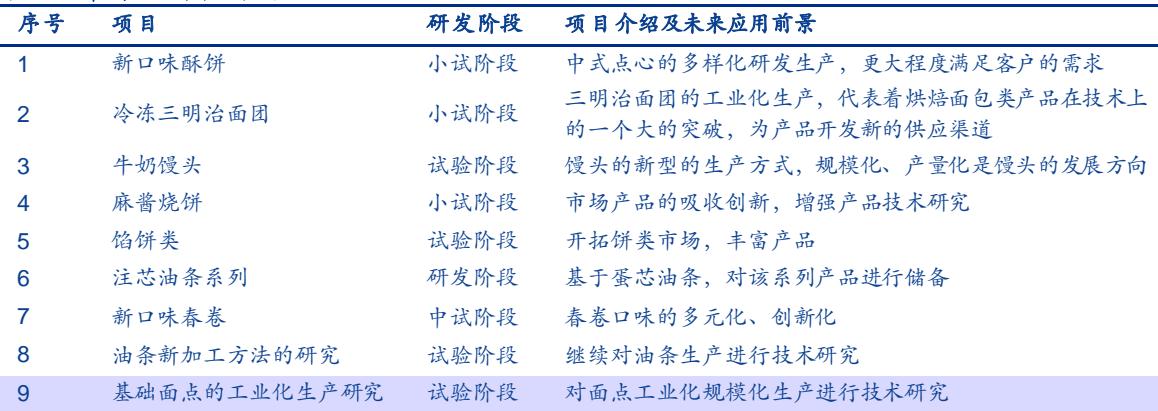 序号 项目 研发阶段 项目介绍及未来应用前景
1 新口味酥饼 小试阶段 中式点心的多样化研发生产，更大程度满足客户的需求
2 冷冻三明治面团 小试阶段 三明治面团的工业化生产，代表着烘焙面包类产品在技术上
的一个大的突破，为产品开发新的供应渠道
3 牛奶馒头 试验阶段 馒头的新型的生产方式，规模化、产量化是馒头的发展方向
4 麻酱烧饼 小试阶段 市场产品的吸收创新，增强产品技术研究
5 馅饼类 试验阶段 开拓饼类市场，丰富产品
6 注芯油条系列 研发阶段 基于蛋芯油条，对该系列产品进行储备
7 新口味春卷 中试阶段 春卷口味的多元化、创新化
8 油条新加工方法的研究 试验阶段 继续对油条生产进行技术研究
9 基础面点的工业化生产研究 试验阶段 对面点工业化规模化生产进行技术研究